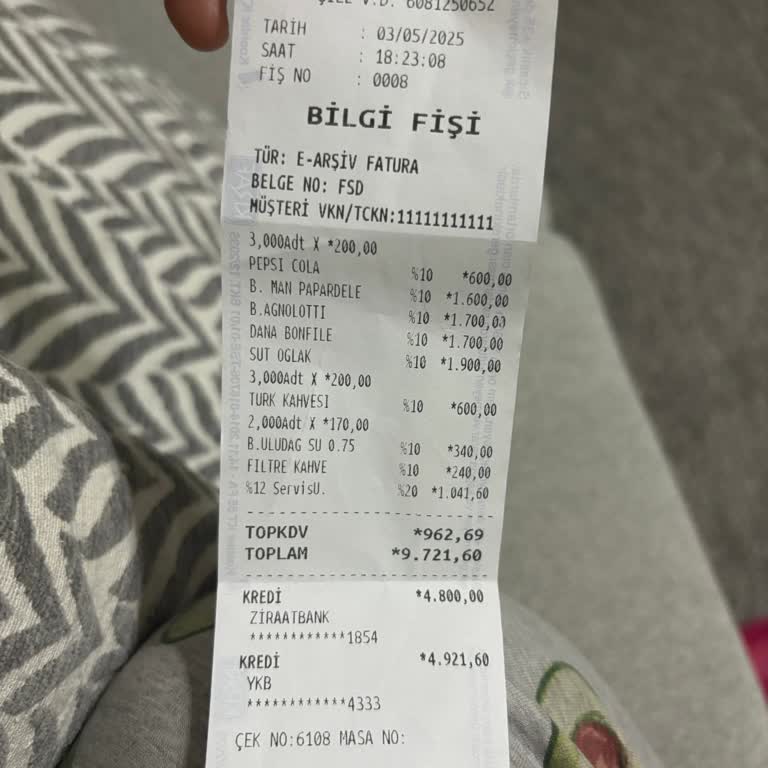 V.D. 6081250652
TARİH : 03/05/2025
SAAT : 18:23:08
FİŞ NO : 0008
BİLGİ FİŞİ
TÜR: E-ARŞİV FATURA
BELGE NO: FSD
MÜŞTERİ VKN/TCKN:11111111111
3,000Adt X *200,00
PEPSI COLA %10 *600,00
B. MAN PAPARDELE %10 *1.600,00
B.AGNOLOTTI %10 *1.700,00
DANA BONFILE %10 *1.700,00
SUT OGLAK %10 *1.900,00
3,000Adt X *200,00
TURK KAHVESI %10 *600,00
2,000Adt X *170,00
B.ULUDAG SU 0.75 %10 *340,00
FILTRE KAHVE %10 *240,00
%12 ServisU. %20 *1.041,60
TOPKDV *962,69
TOPLAM *9.721,60
KREDİ *4.800,00
ZİRAATBANK
************1854
KREDİ *4.921,60
YKB
************4333
ÇEK NO:6108 MASA NO: